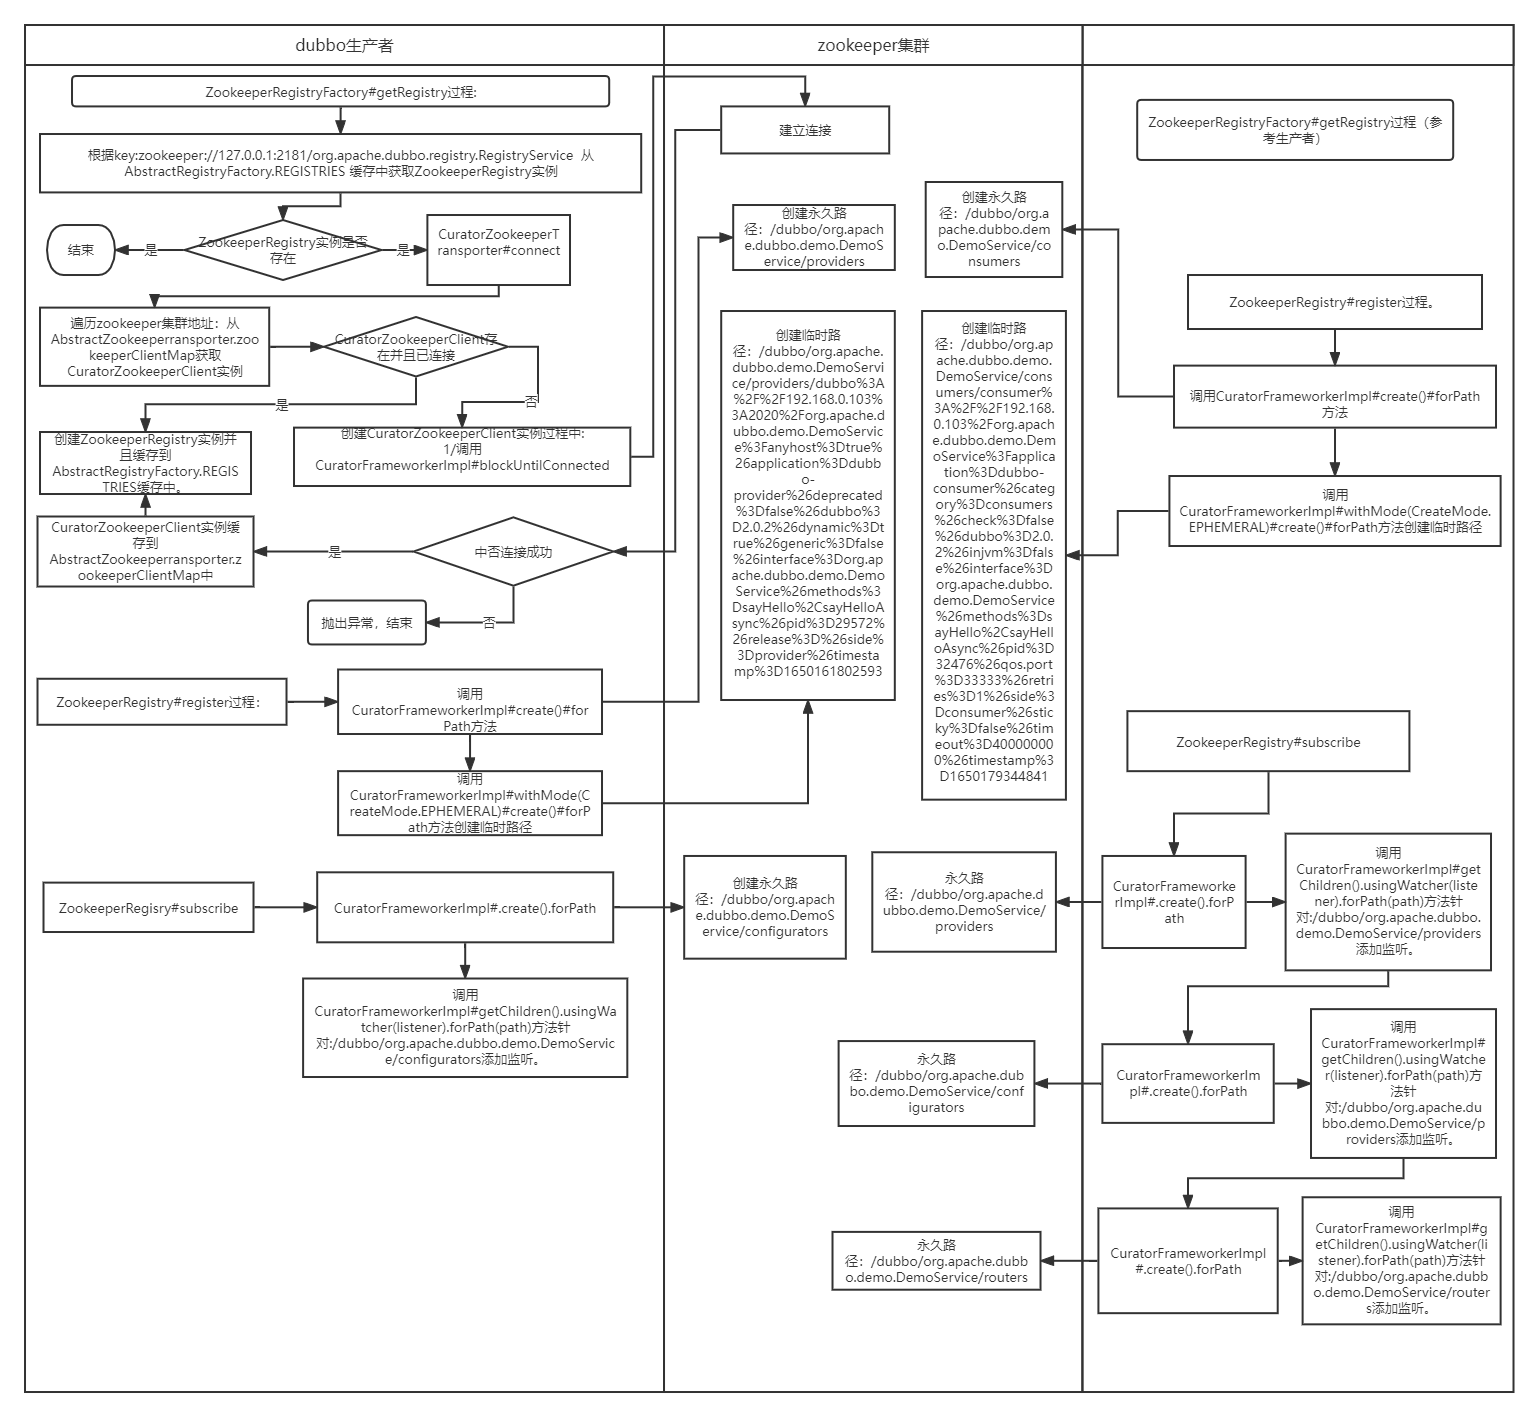 dubbo生产者
zookeeper集群
ZookeeperRegistryFactory#getRegistry过程:
根据key:zookeeper://127.0.0.1:2181/org.apache.dubbo.registry.RegistryService 从
AbstractRegistryFactory.REGISTRIES 缓存中获取ZookeeperRegistry实例
ZookeeperRegistry实例是否
存在
是
结束
是
CuratorZookeeperT
ransporter#connect
遍历zookeeper集群地址：从
AbstractZookeeperransporter.zoo
keeperClientMap获取
CuratorZookeeperClient实例
CuratorZookeeperClient存
在并且已连接
是
否
创建ZookeeperRegistry实例并
且缓存到
AbstractRegistryFactory.REGIS
TRIES缓存中。
创建CuratorZookeeperClient实例过程中:
1/调用
CuratorFrameworkerImpl#blockUntilConnected
CuratorZookeeperClient实例缓
存到
AbstractZookeeperransporter.z
ookeeperClientMap中
是
中否连接成功
否
抛出异常，结束
ZookeeperRegistry#register过程：
调用
CuratorFrameworkerImpl#create()#for
Path方法
调用
CuratorFrameworkerImpl#withMode(C
reateMode.EPHEMERAL)#create()#forP
ath方法创建临时路径
ZookeeperRegisry#subscribe
CuratorFrameworkerImpl#.create().forPath
调用
CuratorFrameworkerImpl#getChildren().usingWa
tcher(listener).forPath(path)方法针
对:/dubbo/org.apache.dubbo.demo.DemoServic
e/configurators添加监听。
建立连接
创建永久路
径：/dubbo/org.apach
e.dubbo.demo.DemoS
ervice/providers
创建永久路
径：/dubbo/org.a
pache.dubbo.dem
o.DemoService/co
nsumers
创建临时路
径：/dubbo/org.apache.
dubbo.demo.DemoServi
ce/providers/dubbo%3A
%2F%2F192.168.0.103%
3A2020%2Forg.apache.d
ubbo.demo.DemoServic
e%3Fanyhost%3Dtrue%
26application%3Ddubb
o-
provider%26deprecated
%3Dfalse%26dubbo%3
D2.0.2%26dynamic%3Dt
rue%26generic%3Dfalse
%26interface%3Dorg.ap
ache.dubbo.demo.Demo
Service%26methods%3
DsayHello%2CsayHelloA
sync%26pid%3D29572%
26release%3D%26side%
3Dprovider%26timesta
mp%3D1650161802593
创建临时路
径：/dubbo/org.ap
ache.dubbo.demo.
DemoService/cons
umers/consumer%
3A%2F%2F192.168.
0.103%2Forg.apach
e.dubbo.demo.Dem
oService%3Fapplica
tion%3Ddubbo-
consumer%26categ
ory%3Dconsumers
%26check%3Dfalse
%26dubbo%3D2.0.
2%26injvm%3Dfals
e%26interface%3D
org.apache.dubbo.
demo.DemoService
%26methods%3Ds
ayHello%2CsayHell
oAsync%26pid%3D
32476%26qos.port
%3D33333%26retri
es%3D1%26side%3
Dconsumer%26stic
ky%3Dfalse%26tim
eout%3D40000000
0%26timestamp%3
D1650179344841
创建永久路
径：/dubbo/org.apach
e.dubbo.demo.DemoS
ervice/configurators
永久路
径：/dubbo/org.apache.d
ubbo.demo.DemoService/
providers
永久路
径：/dubbo/org.apache.dub
bo.demo.DemoService/conf
igurators
永久路
径：/dubbo/org.apache.dubb
o.demo.DemoService/routers
ZookeeperRegistryFactory#getRegistry过程（参
考生产者）
ZookeeperRegistry#register过程。
调用CuratorFrameworkerImpl#create()#forPath
方法
调用
CuratorFrameworkerImpl#withMode(CreateMode.
EPHEMERAL)#create()#forPath方法创建临时路径
ZookeeperRegistry#subscribe
CuratorFrameworke
rImpl#.create().forP
ath
调用
CuratorFrameworkerImpl#get
Children().usingWatcher(liste
ner).forPath(path)方法针
对:/dubbo/org.apache.dubbo.
demo.DemoService/providers
添加监听。
CuratorFrameworkerIm
pl#.create().forPath
调用
CuratorFrameworkerImpl#
getChildren().usingWatche
r(listener).forPath(path)方
法针
对:/dubbo/org.apache.du
bbo.demo.DemoService/p
roviders添加监听。
CuratorFrameworkerImpl
#.create().forPath
调用
CuratorFrameworkerImpl#g
etChildren().usingWatcher(li
stener).forPath(path)方法针
对:/dubbo/org.apache.dubb
o.demo.DemoService/router
s添加监听。